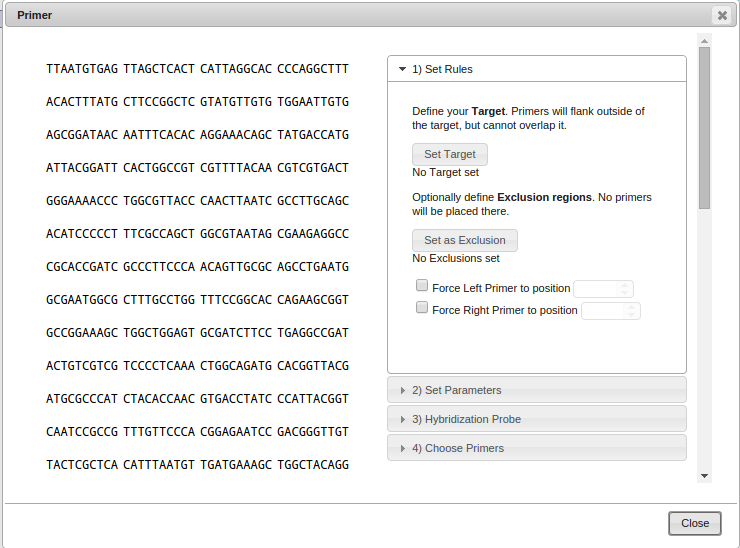 Primer
TTAATGTGAG TTAGCTCACT CATTAGGCAC CCCAGGCTTT
ACACTTTATG CTTCCGGCTC GTATGTTGTG TGGAATTGTG
AGCGGATAAC AATTTCACAC AGGAAACAGC TATGACCATG
ATTACGGATT CACTGGCCGT CGTTTTACAA CGTCGTGACT
GGGAAAACCC TGGCGTTACC CAACTTAATC GCCTTGCAGC
ACATCCCCCT TTCGCCAGCT GGCGTAATAG CGAAGAGGCC
CGCACCGATC GCCCTTCCCA ACAGTTGCGC AGCCTGAATG
GCGAATGGCG CTTTGCCTGG TTTCCGGCAC CAGAAGCGGT
GCCGGAAAGC TGGCTGGAGT GCGATCTTCC TGAGGCCGAT
ACTGTCGTCG TCCCCTCAAA CTGGCAGATG CACGGTTACG
ATGCGCCCAT CTACACCAAC GTGACCTATC CCATTACGGT
CAATCCGCCG TTTGTTCCCA CGGAGAATCC GACGGGTTGT
TACTCGCTCA CATTTAATGT TGATGAAAGC TGGCTACAGG
1) Set Rules
Define your Target. Primers will flank outside of
the target, but cannot overlap it.
Set Target
No Target set
Optionally define Exclusion regions. No primers
will be placed there.
Set as Exclusion
No Exclusions set
Force Left Primer to position
Force Right Primer to position
2) Set Parameters
3) Hybridization Probe
4) Choose Primers
Close